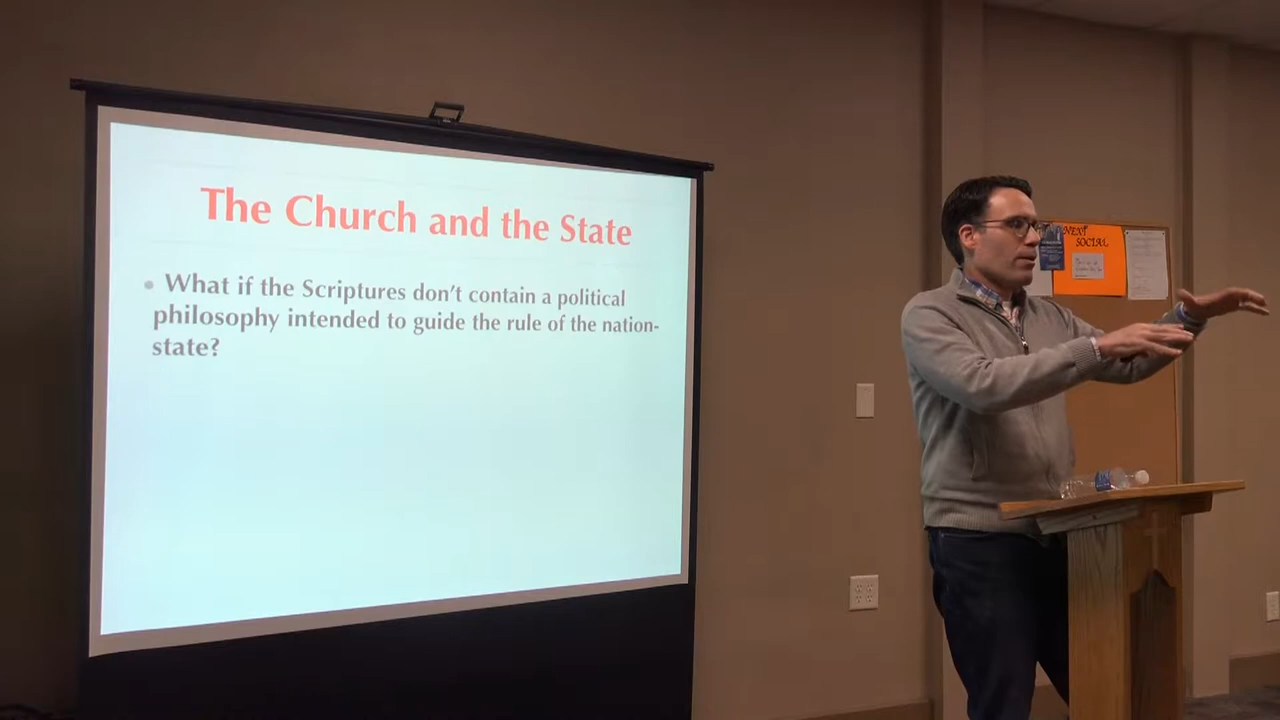 The Church and the State
• What if the Scriptures don't contain a political
philosophy intended to guide the rule of the nation-
state?
NEXT
SOCIAL